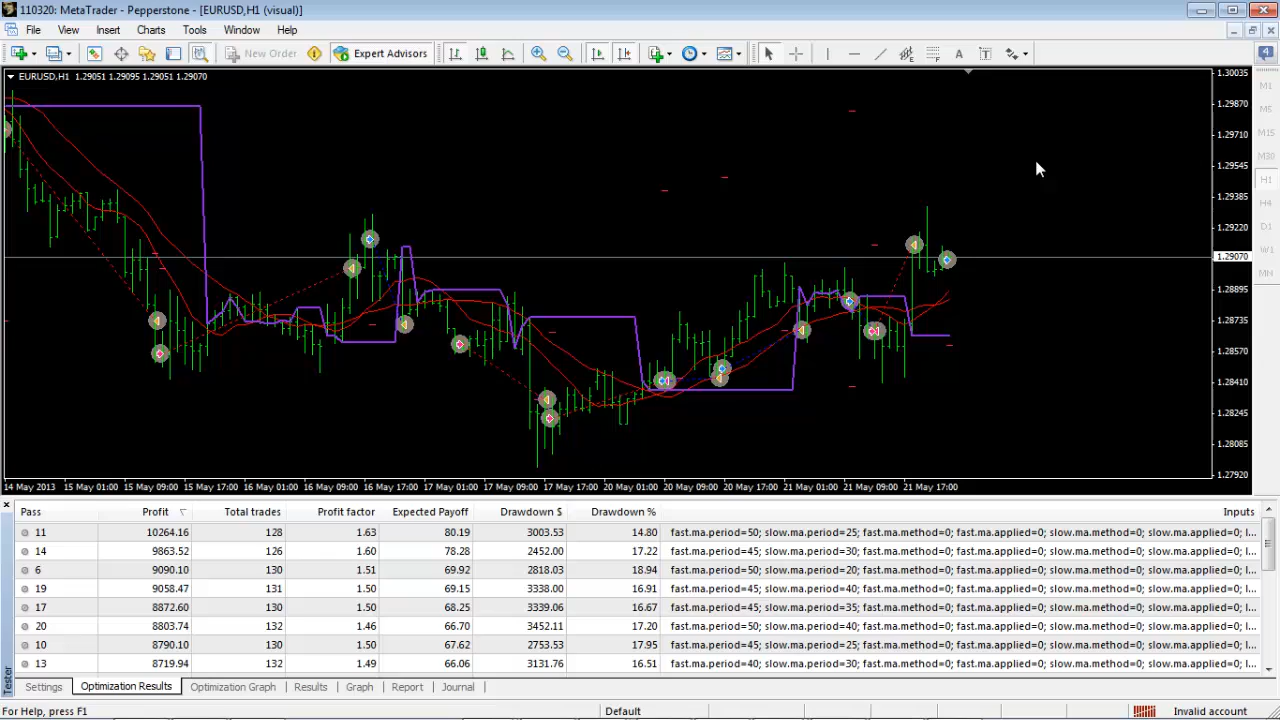 110320: MetaTrader - Pepperstone - [EURUSD,H1 (visual)]
File View Insert Charts Tools Window Help
New Order Expert Advisors A T 4
EURUSD,H1 1.29051 1.29095 1.29051 1.29070
1.30035
1.29870
1.29710
1.29545
1.29385
1.29220
1.29070
1.28895
1.28735
1.28570
1.28410
1.28245
1.28085
1.27920
M1
M5
M15
M30
H1
H4
D1
W1
MN
14 May 2013 15 May 01:00 15 May 09:00 15 May 17:00 16 May 01:00 16 May 09:00 16 May 17:00 17 May 01:00 17 May 09:00 17 May 17:00 20 May 01:00 20 May 09:00 20 May 17:00 21 May 01:00 21 May 09:00 21 May 17:00
Pass Profit Total trades Profit factor Expected Payoff Drawdown $ Drawdown % Inputs
11 10264.16 128 1.63 80.19 3003.53 14.80 fast.ma.period=50; slow.ma.period=25; fast.ma.method=0; fast.ma.applied=0; slow.ma.method=0; slow.ma.applied=0; l...
14 9863.52 126 1.60 78.28 2452.00 17.22 fast.ma.period=45; slow.ma.period=30; fast.ma.method=0; fast.ma.applied=0; slow.ma.method=0; slow.ma.applied=0; l...
6 9090.10 130 1.51 69.92 2818.03 18.94 fast.ma.period=50; slow.ma.period=20; fast.ma.method=0; fast.ma.applied=0; slow.ma.method=0; slow.ma.applied=0; l...
19 9058.47 131 1.50 69.15 3338.00 16.91 fast.ma.period=45; slow.ma.period=40; fast.ma.method=0; fast.ma.applied=0; slow.ma.method=0; slow.ma.applied=0; l...
17 8872.60 130 1.50 68.25 3339.06 16.67 fast.ma.period=45; slow.ma.period=35; fast.ma.method=0; fast.ma.applied=0; slow.ma.method=0; slow.ma.applied=0; l...
20 8803.74 132 1.46 66.70 3452.11 17.20 fast.ma.period=50; slow.ma.period=40; fast.ma.method=0; fast.ma.applied=0; slow.ma.method=0; slow.ma.applied=0; l...
10 8790.10 130 1.50 67.62 2753.53 17.95 fast.ma.period=45; slow.ma.period=25; fast.ma.method=0; fast.ma.applied=0; slow.ma.method=0; slow.ma.applied=0; l...
13 8719.94 132 1.49 66.06 3131.76 16.51 fast.ma.period=40; slow.ma.period=30; fast.ma.method=0; fast.ma.applied=0; slow.ma.method=0; slow.ma.applied=0; l...
Tester
Settings Optimization Results Optimization Graph Results Graph Report Journal
For Help, press F1 Default Invalid account